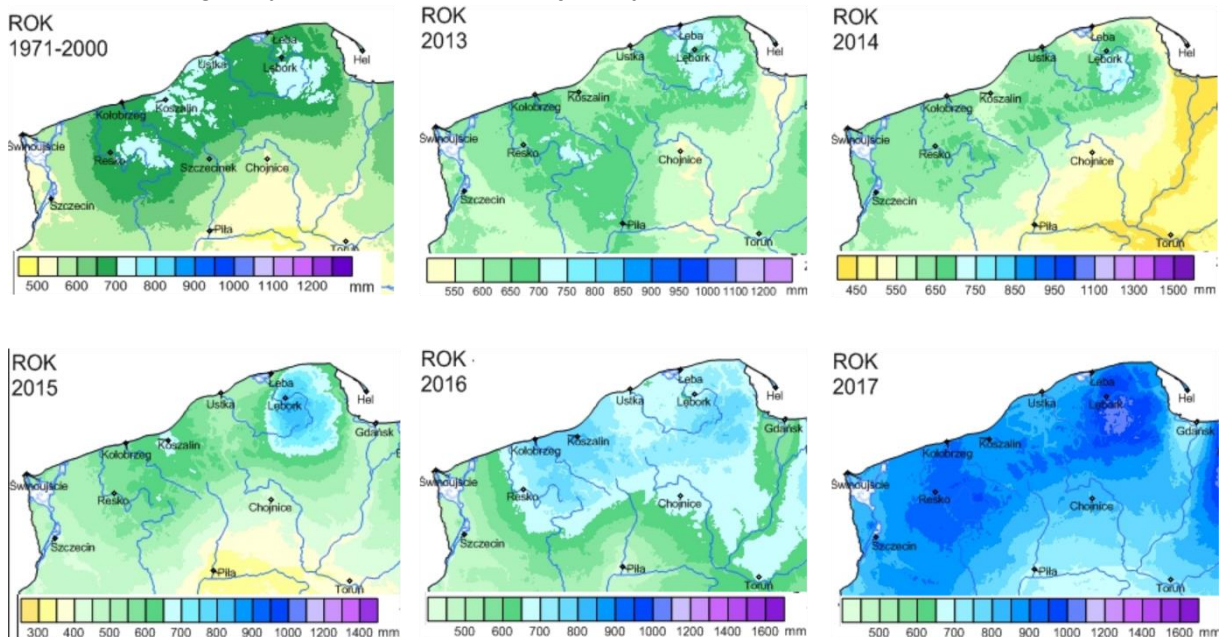 ROK
1971-2000
Łeba
Ustka
Lębork
Hel
Kołobrzeg
Koszalin
Świnoujście
Resko
Szczecinek
Chojnice
Szczecin
Piła
Toruń
500 600 700 800 900 1000 1100 1200 mm
ROK
2013
Łeba
Ustka
Lębork
Hel
Kołobrzeg
Koszalin
Świnoujście
Resko
Chojnice
Szczecin
Piła
Toruń
550 600 650 700 750 800 850 900 950 1000 1100 1200 mm
ROK
2014
Łeba
Ustka
Lębork
Hel
Koszalin
Kołobrzeg
Świnoujście
Resko
Chojnice
Szczecin
Piła
Toruń
450 550 650 750 850 950 1100 1300 1500 mm
ROK
2015
Łeba
Ustka
Lębork
Hel
Gdańsk
Kołobrzeg
Koszalin
Świnoujście
Resko
Chojnice
Szczecin
Piła
Toruń
300 400 500 600 700 800 900 1000 1200 1400 mm
ROK
2016
Łeba
Ustka
Lębork
Hel
Gdańsk
Kołobrzeg
Koszalin
Świnoujście
Resko
Chojnice
Szczecin
Piła
Toruń
500 600 700 800 900 1000 1200 1400 1600 mm
ROK
2017
Łeba
Ustka
Lębork
Hel
Gdańsk
Kołobrzeg
Koszalin
Świnoujście
Resko
Chojnice
Szczecin
Piła
Toruń
500 600 700 800 900 1000 1200 1400 1600 mm